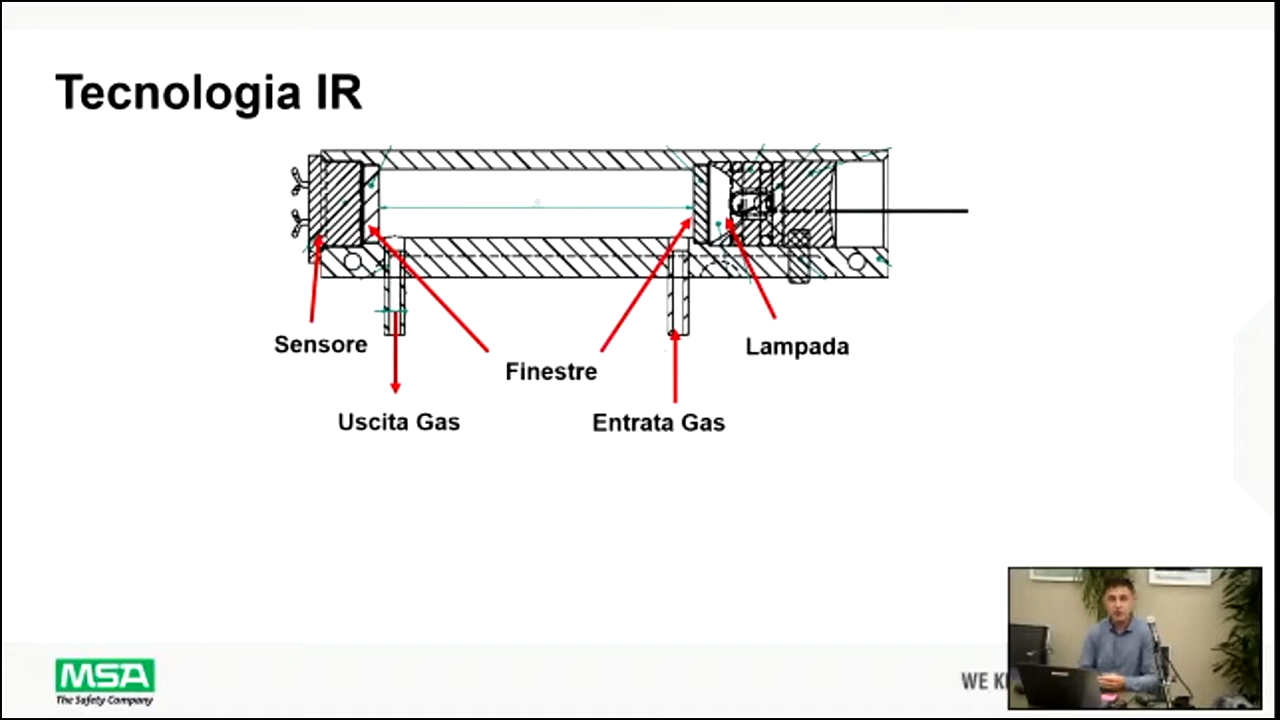 Tecnologia IR
Sensore
Finestre
Lampada
Uscita Gas
Entrata Gas
MSA
The Safety Company
WE